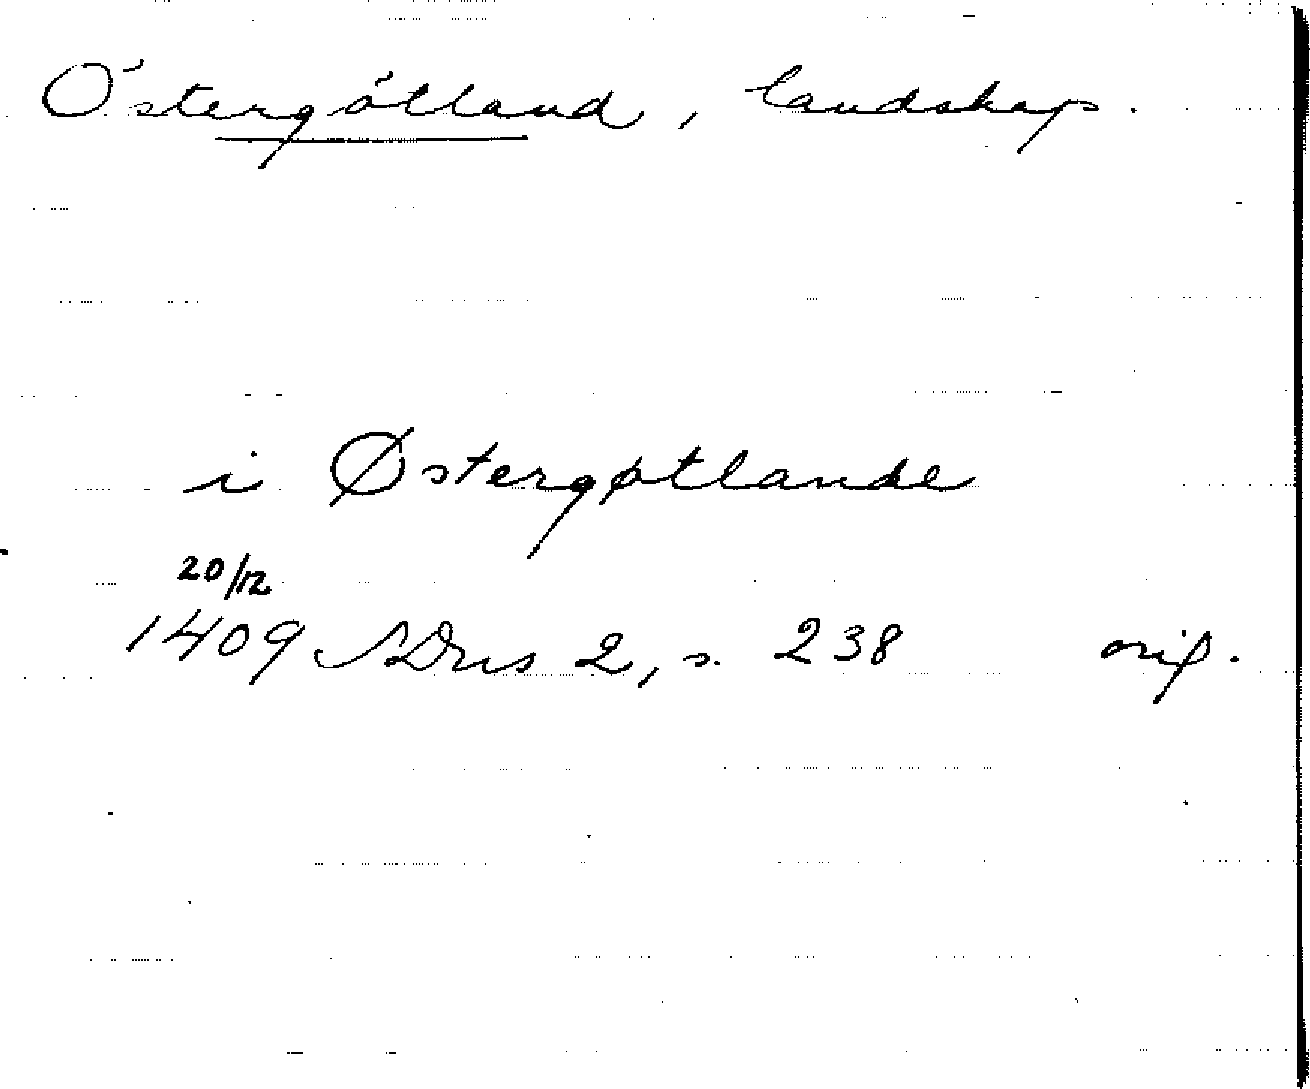 Östergötland, landskap.
i Østergøtlande
20/12
1409 SDns 2, s. 238 orig.